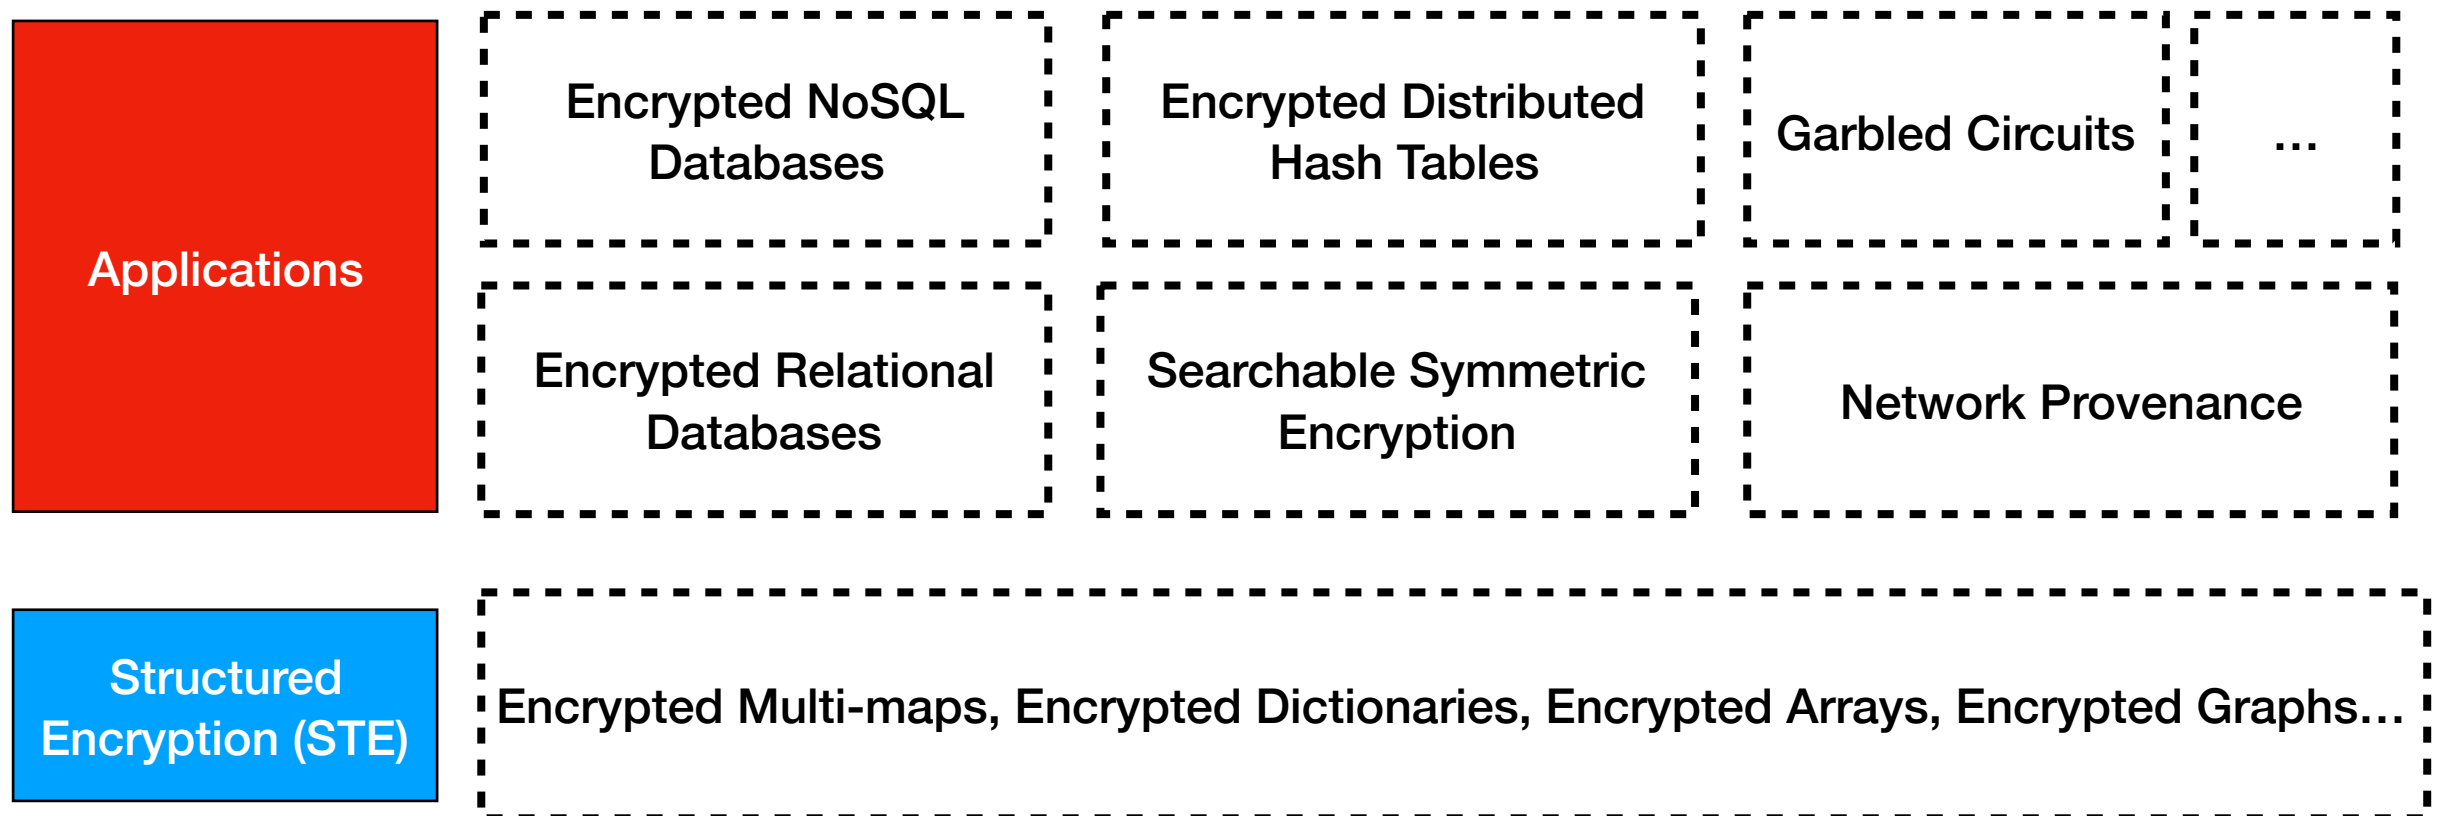 Applications
Encrypted NoSQL
Databases
Encrypted Distributed
Hash Tables
Garbled Circuits
...
Encrypted Relational
Databases
Searchable Symmetric
Encryption
Network Provenance
Structured
Encryption (STE)
Encrypted Multi-maps, Encrypted Dictionaries, Encrypted Arrays, Encrypted Graphs...